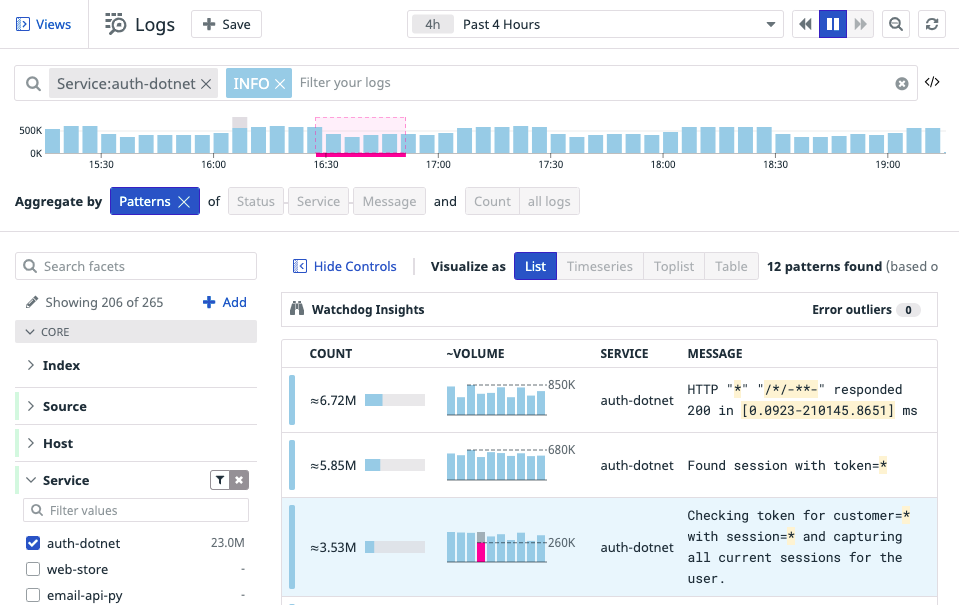 Views
Logs
Save
4h Past 4 Hours
Service:auth-dotnet INFO Filter your logs
500K
0K
15:30 16:00 16:30 17:00 17:30 18:00 18:30 19:00
Aggregate by Patterns of Status Service Message and Count all logs
Search facets
Showing 206 of 265 Add
CORE
Index
Source
Host
Service
Filter values
auth-dotnet 23.0M
web-store -
email-api-py -
Hide Controls Visualize as List Timeseries Toplist Table 12 patterns found (based o
Watchdog Insights Error outliers 0
COUNT ~VOLUME SERVICE MESSAGE
≈6.72M 850K auth-dotnet HTTP "*" "/*/-**-" responded
200 in [0.0923-210145.8651] ms
≈5.85M 680K auth-dotnet Found session with token=*
≈3.53M 260K auth-dotnet Checking token for customer=*
with session=* and capturing
all current sessions for the
user.